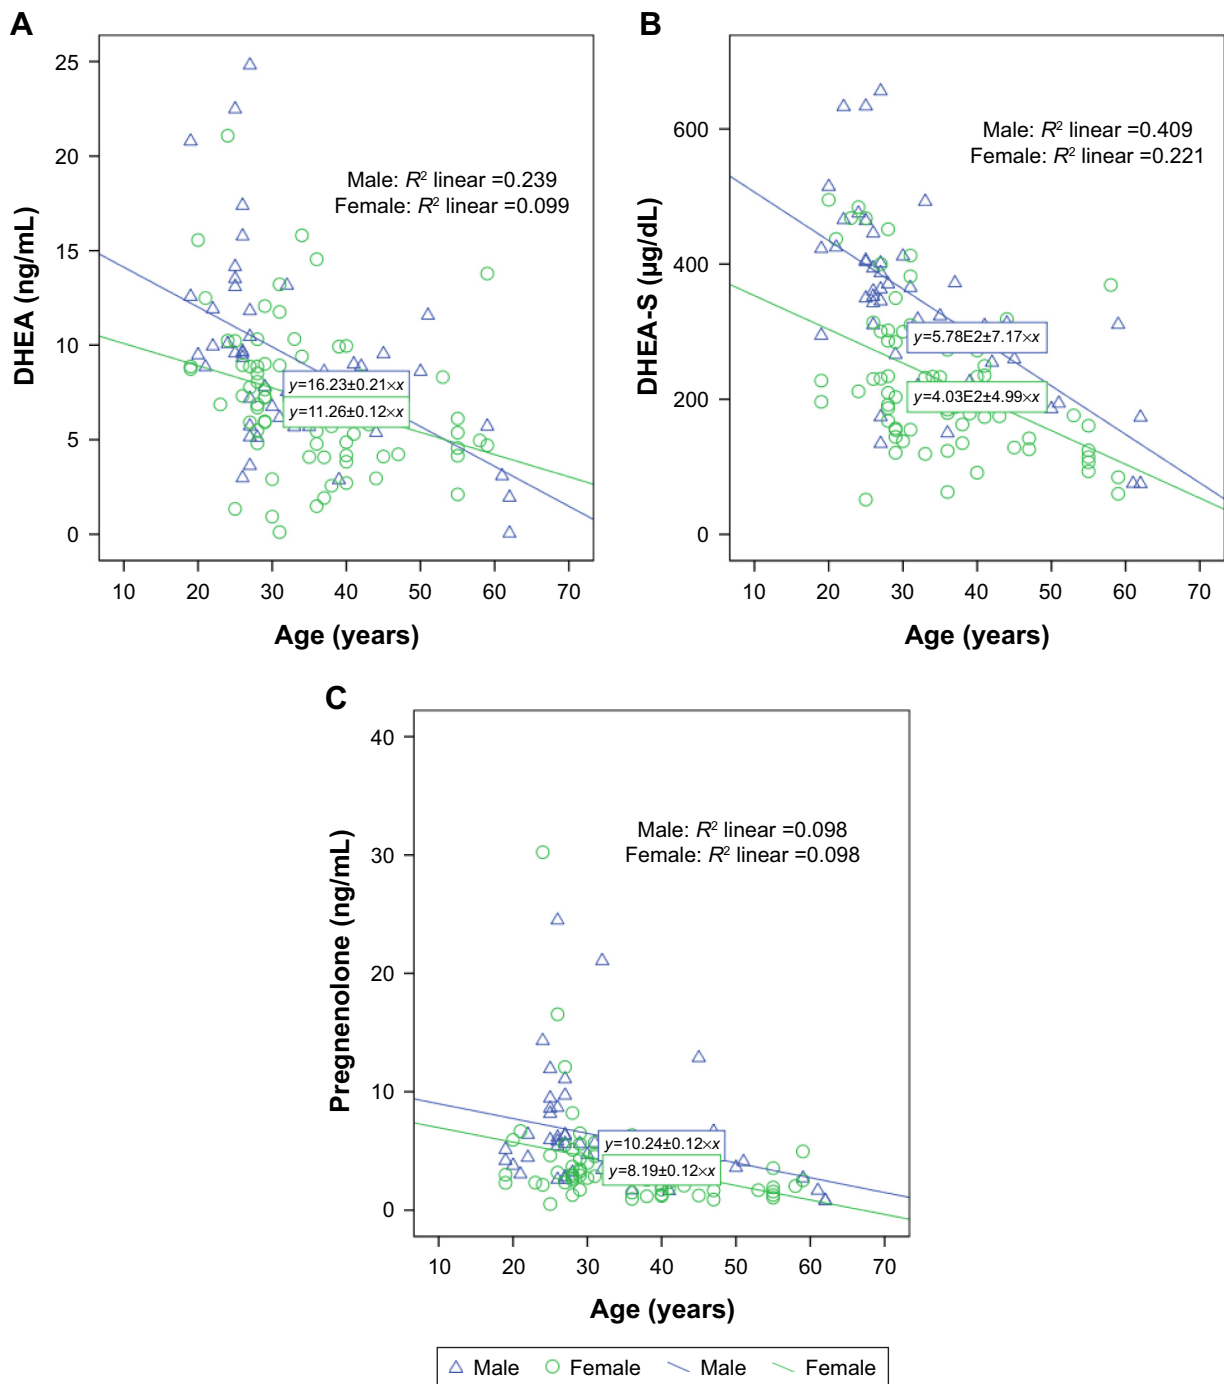 A
DHEA (ng/mL)
25
20
15
10
5
0
Male: R² linear =0.239
Female: R² linear =0.099
y=16.23±0.21×x
y=11.26±0.12×x
10 20 30 40 50 60 70
Age (years)
B
DHEA-S (µg/dL)
600
400
200
0
Male: R² linear =0.409
Female: R² linear =0.221
y=5.78E2±7.17×x
y=4.03E2±4.99×x
10 20 30 40 50 60 70
Age (years)
C
Pregnenolone (ng/mL)
40
30
20
10
0
Male: R² linear =0.098
Female: R² linear =0.098
y=10.24±0.12×x
y=8.19±0.12×x
10 20 30 40 50 60 70
Age (years)
Male Female Male Female